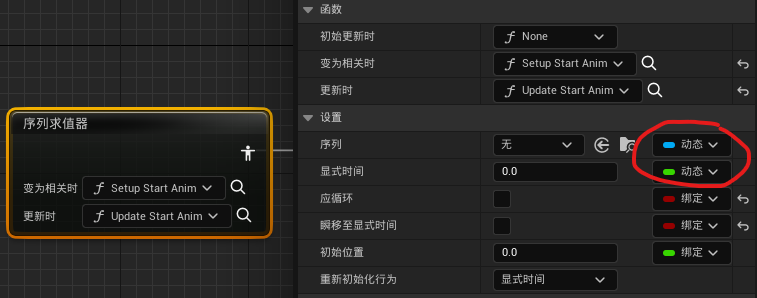 序列求值器
变为相关时 f Setup Start Anim
更新时 f Update Start Anim
函数
初始更新时 f None
变为相关时 f Setup Start Anim
更新时 f Update Start Anim
设置
序列 无 动态
显式时间 0.0 动态
应循环 绑定
瞬移至显式时间 绑定
初始位置 0.0 绑定
重新初始化行为 显式时间